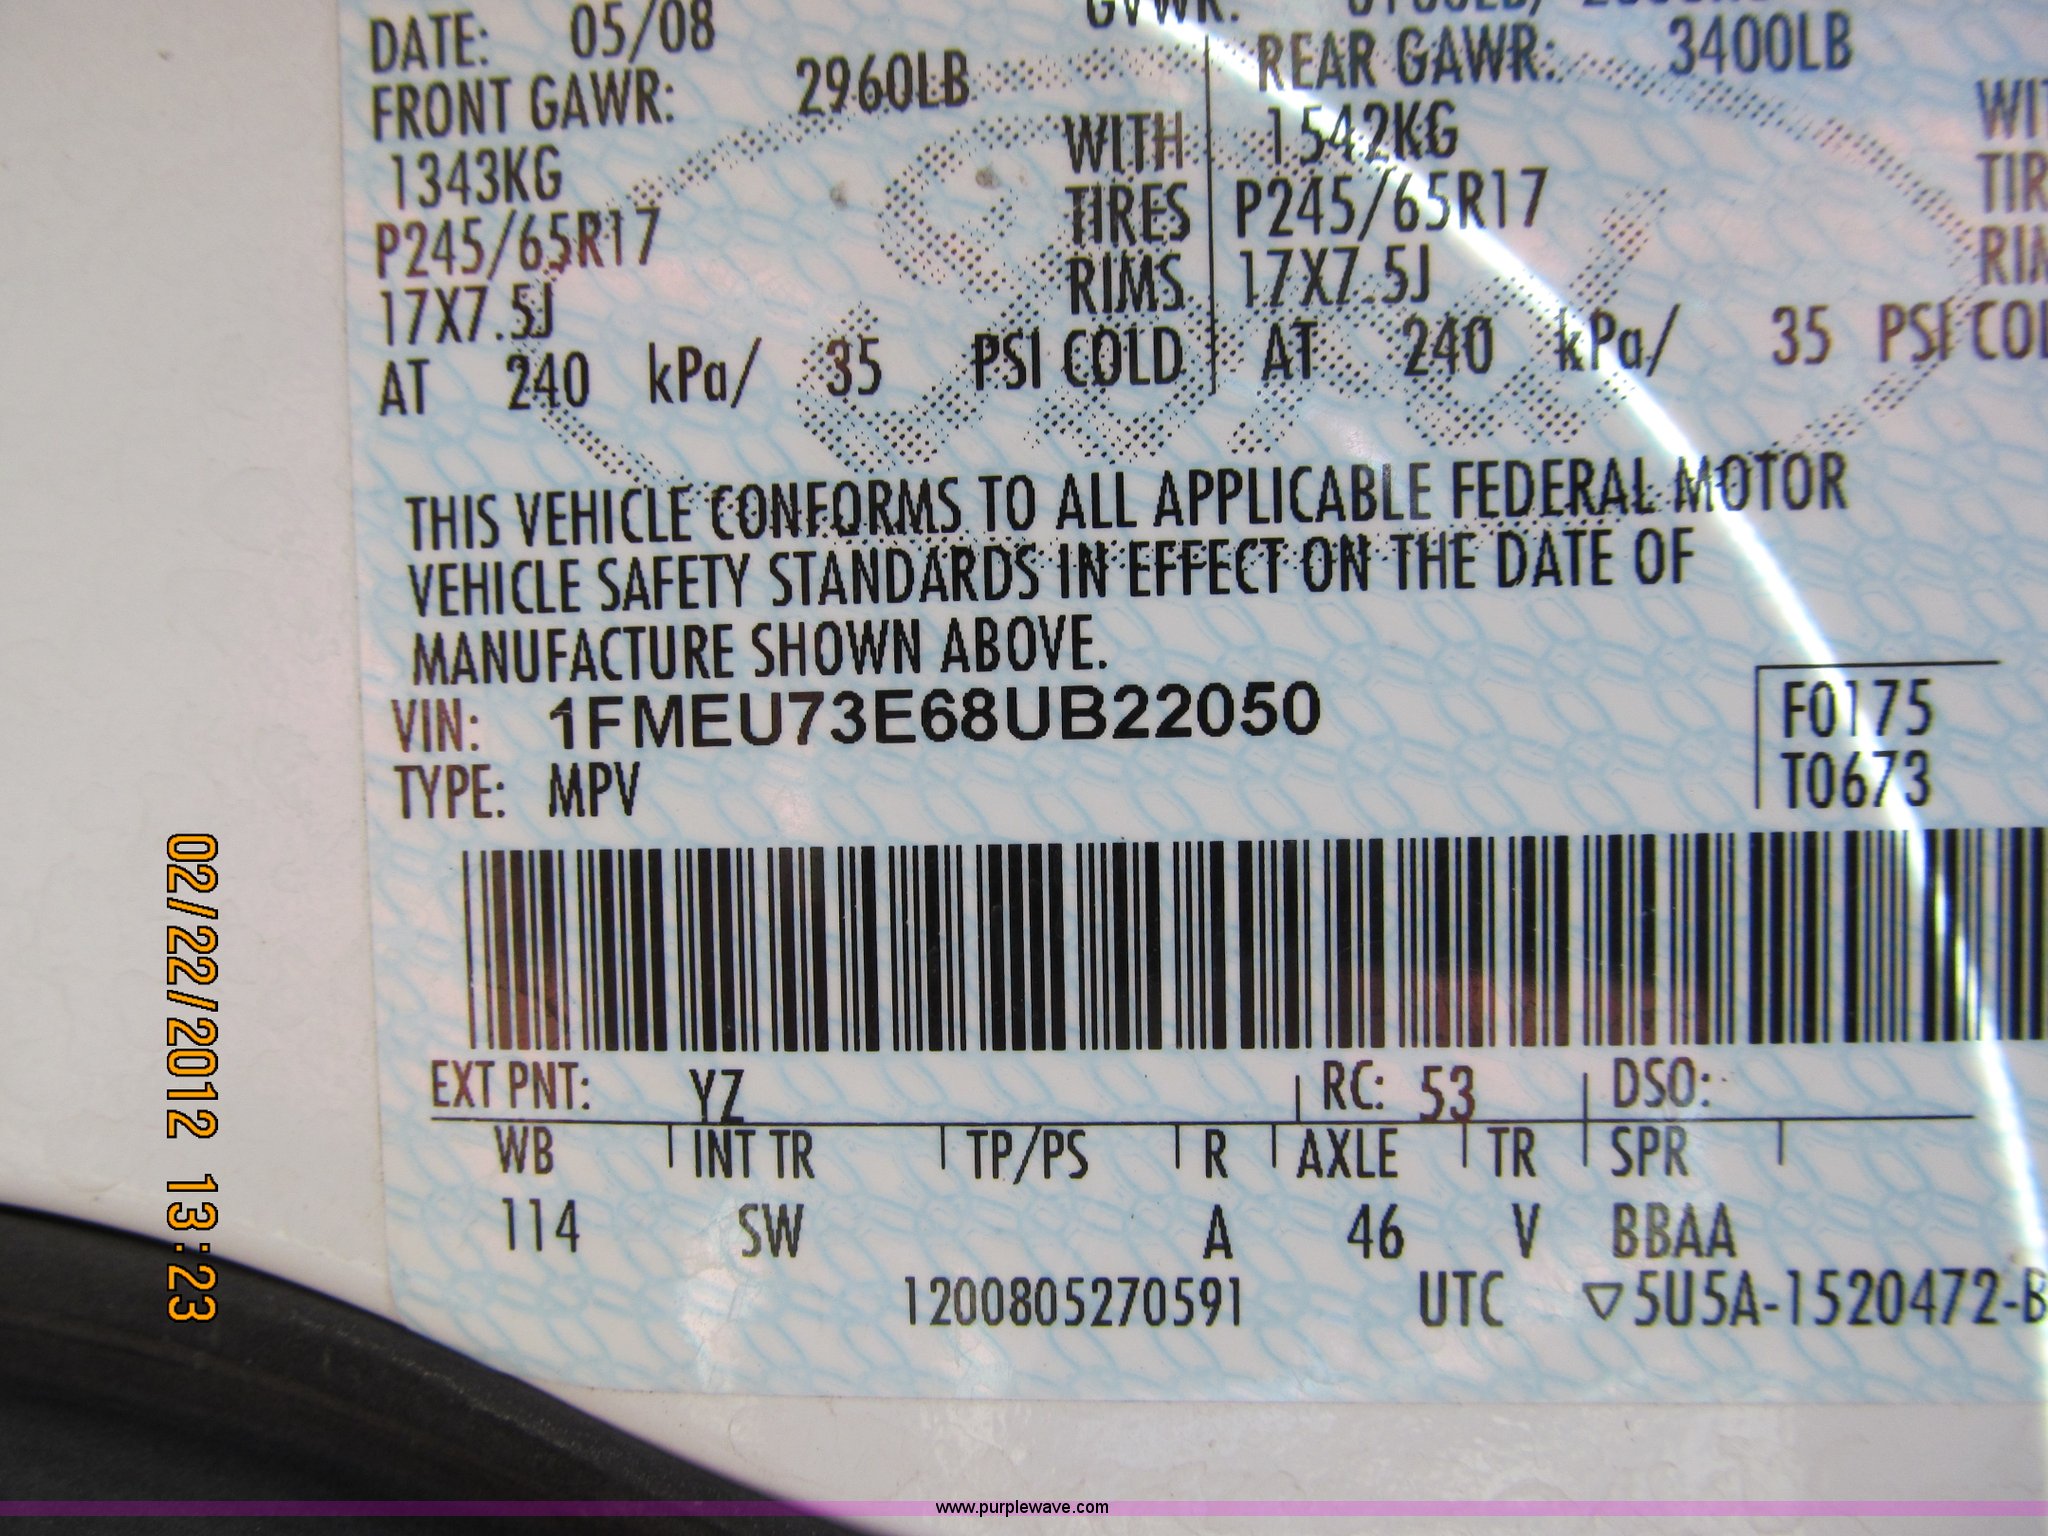 DATE: 05/08 GVWR:
FRONT GAWR: 2960LB REAR GAWR: 3400LB
1343KG WITH 1542KG
P245/65R17 TIRES P245/65R17
17X7.5J RIMS 17X7.5J
AT 240 kPa/ 35 PSI COLD AT 240 kPa/ 35 PSI COL
THIS VEHICLE CONFORMS TO ALL APPLICABLE FEDERAL MOTOR
VEHICLE SAFETY STANDARDS IN EFFECT ON THE DATE OF
MANUFACTURE SHOWN ABOVE.
VIN: 1FMEU73E68UB22050 F0175
TYPE: MPV T0673
EXT PNT: YZ RC: 53 DSO:
WB INT TR TP/PS R AXLE TR SPR
114 SW A 46 V BBAA
1200805270591 UTC ▽5U5A-1520472-B
02/22/2012 13:23
www.purplewave.com